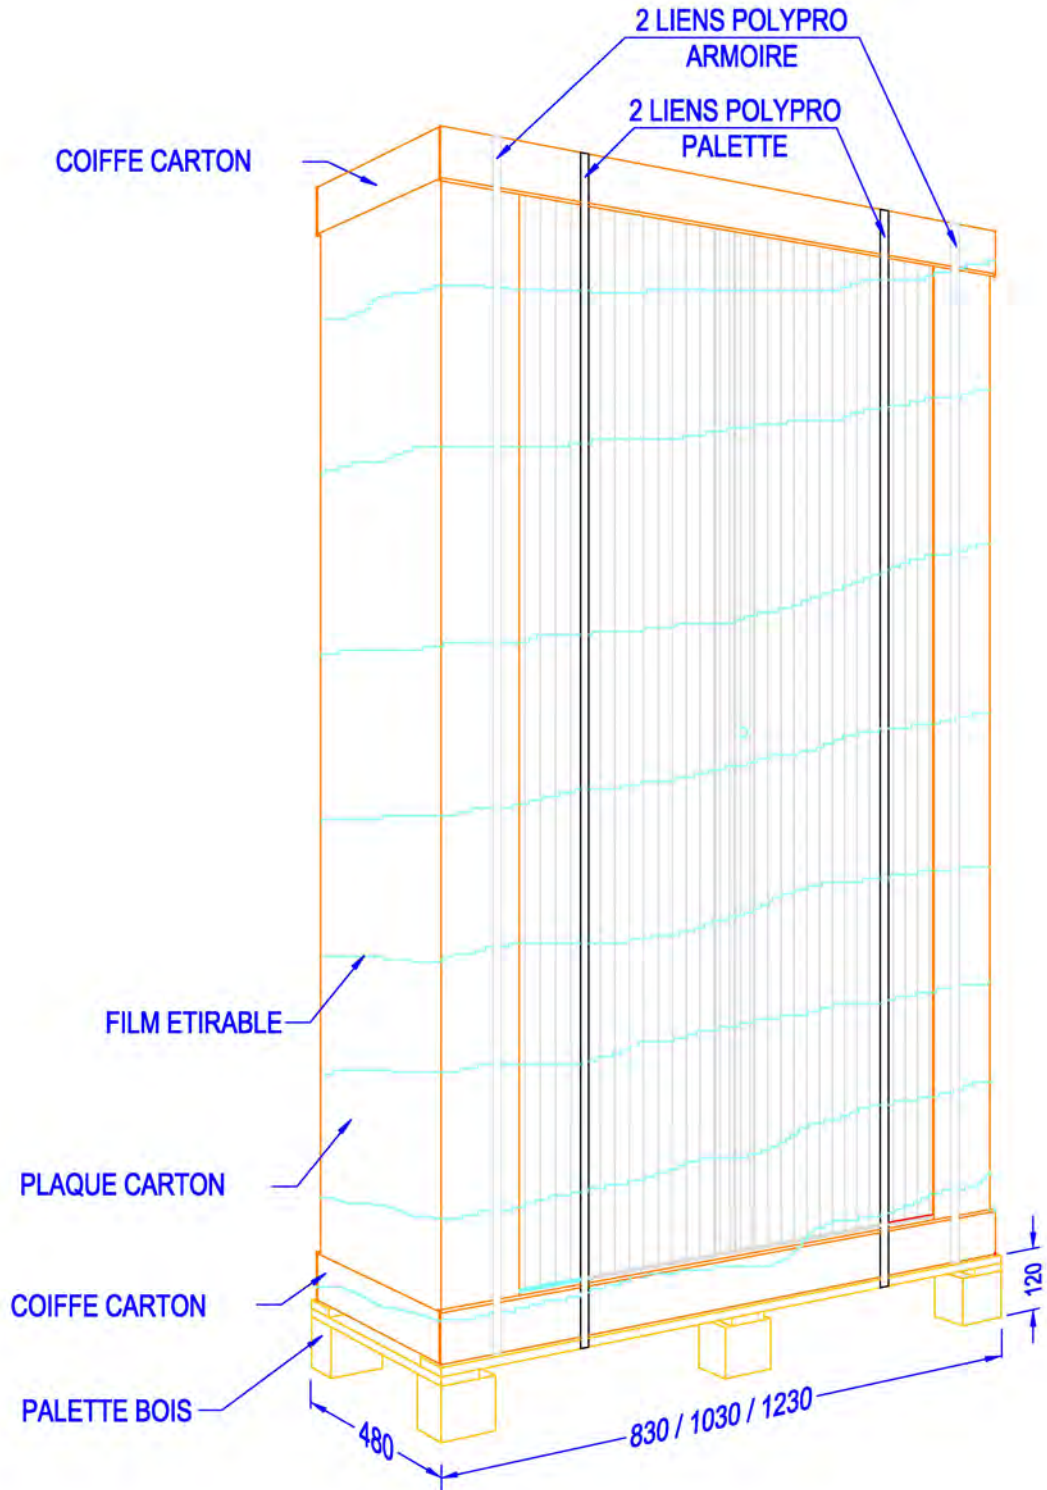 2 LIENS POLYPRO
ARMOIRE
2 LIENS POLYPRO
PALETTE
COIFFE CARTON
FILM ETIRABLE
PLAQUE CARTON
COIFFE CARTON
PALETTE BOIS
480
830 / 1030 / 1230
120